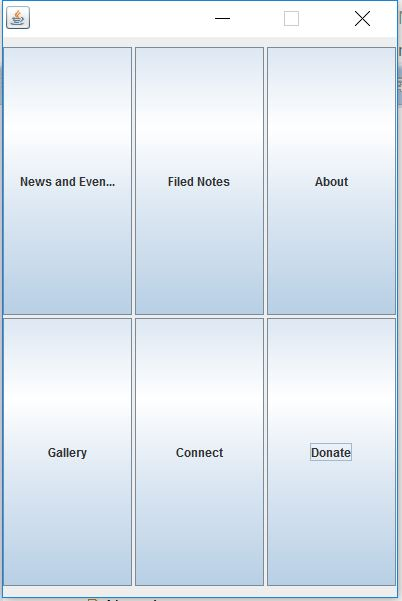 News and Even...
Filed Notes
About
Gallery
Connect
Donate